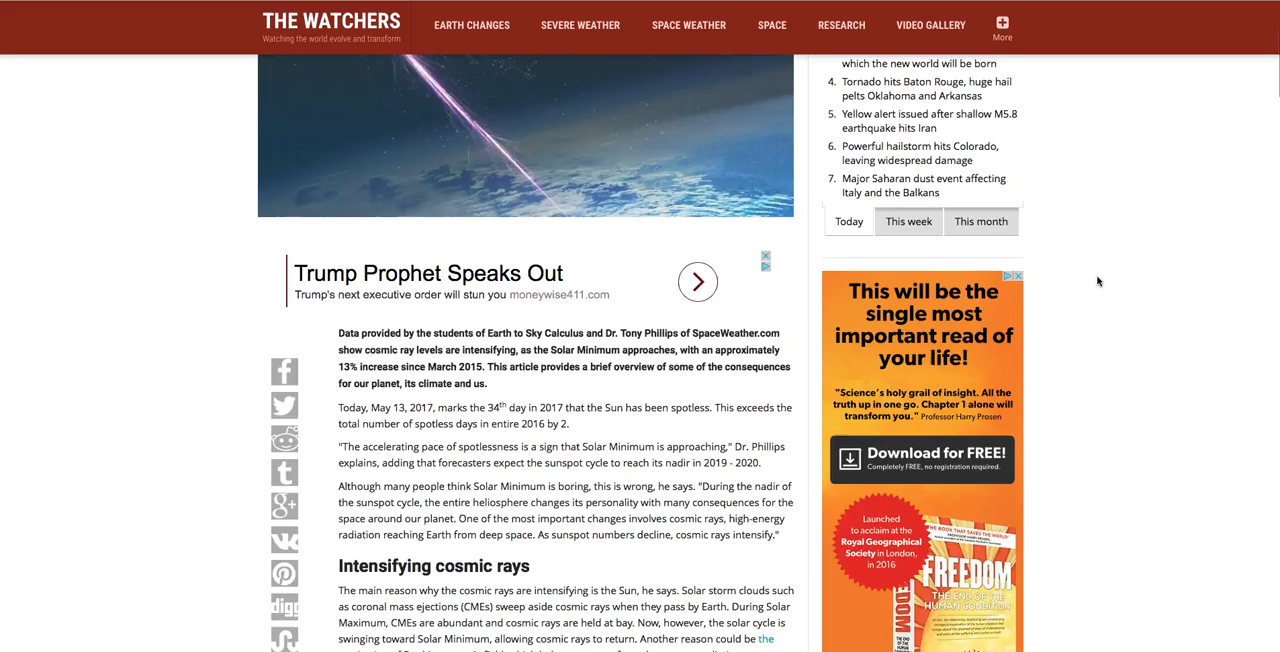 THE WATCHERS
Watching the world evolve and transform
EARTH CHANGES
SEVERE WEATHER
SPACE WEATHER
SPACE
RESEARCH
VIDEO GALLERY
More
which the new world will be born
4. Tornado hits Baton Rouge, huge hail
pelts Oklahoma and Arkansas
5. Yellow alert issued after shallow M5.8
earthquake hits Iran
6. Powerful hailstorm hits Colorado,
leaving widespread damage
7. Major Saharan dust event affecting
Italy and the Balkans
Today
This week
This month
Trump Prophet Speaks Out
Trump's next executive order will stun you moneywise411.com
Data provided by the students of Earth to Sky Calculus and Dr. Tony Phillips of SpaceWeather.com
show cosmic ray levels are intensifying, as the Solar Minimum approaches, with an approximately
13% increase since March 2015. This article provides a brief overview of some of the consequences
for our planet, its climate and us.
Today, May 13, 2017, marks the 34th day in 2017 that the Sun has been spotless. This exceeds the
total number of spotless days in entire 2016 by 2.
"The accelerating pace of spotlessness is a sign that Solar Minimum is approaching," Dr. Phillips
explains, adding that forecasters expect the sunspot cycle to reach its nadir in 2019 - 2020.
Although many people think Solar Minimum is boring, this is wrong, he says. "During the nadir of
the sunspot cycle, the entire heliosphere changes its personality with many consequences for the
space around our planet. One of the most important changes involves cosmic rays, high-energy
radiation reaching Earth from deep space. As sunspot numbers decline, cosmic rays intensify."
Intensifying cosmic rays
The main reason why the cosmic rays are intensifying is the Sun, he says. Solar storm clouds such
as coronal mass ejections (CMEs) sweep aside cosmic rays when they pass by Earth. During Solar
Maximum, CMEs are abundant and cosmic rays are held at bay. Now, however, the solar cycle is
swinging toward Solar Minimum, allowing cosmic rays to return. Another reason could be the
digg
This will be the
single most
important read of
your life!
"Science's holy grail of insight. All the
truth up in one go. Chapter 1 alone will
transform you." Professor Harry Prosen
Download for FREE!
Completely FREE, no registration required.
Launched
to acclaim at the
Royal Geographical
Society in London,
in 2016
THE BOOK THAT SAVES THE WORLD
FREEDOM
THE END OF THE
HUMAN CONDITION